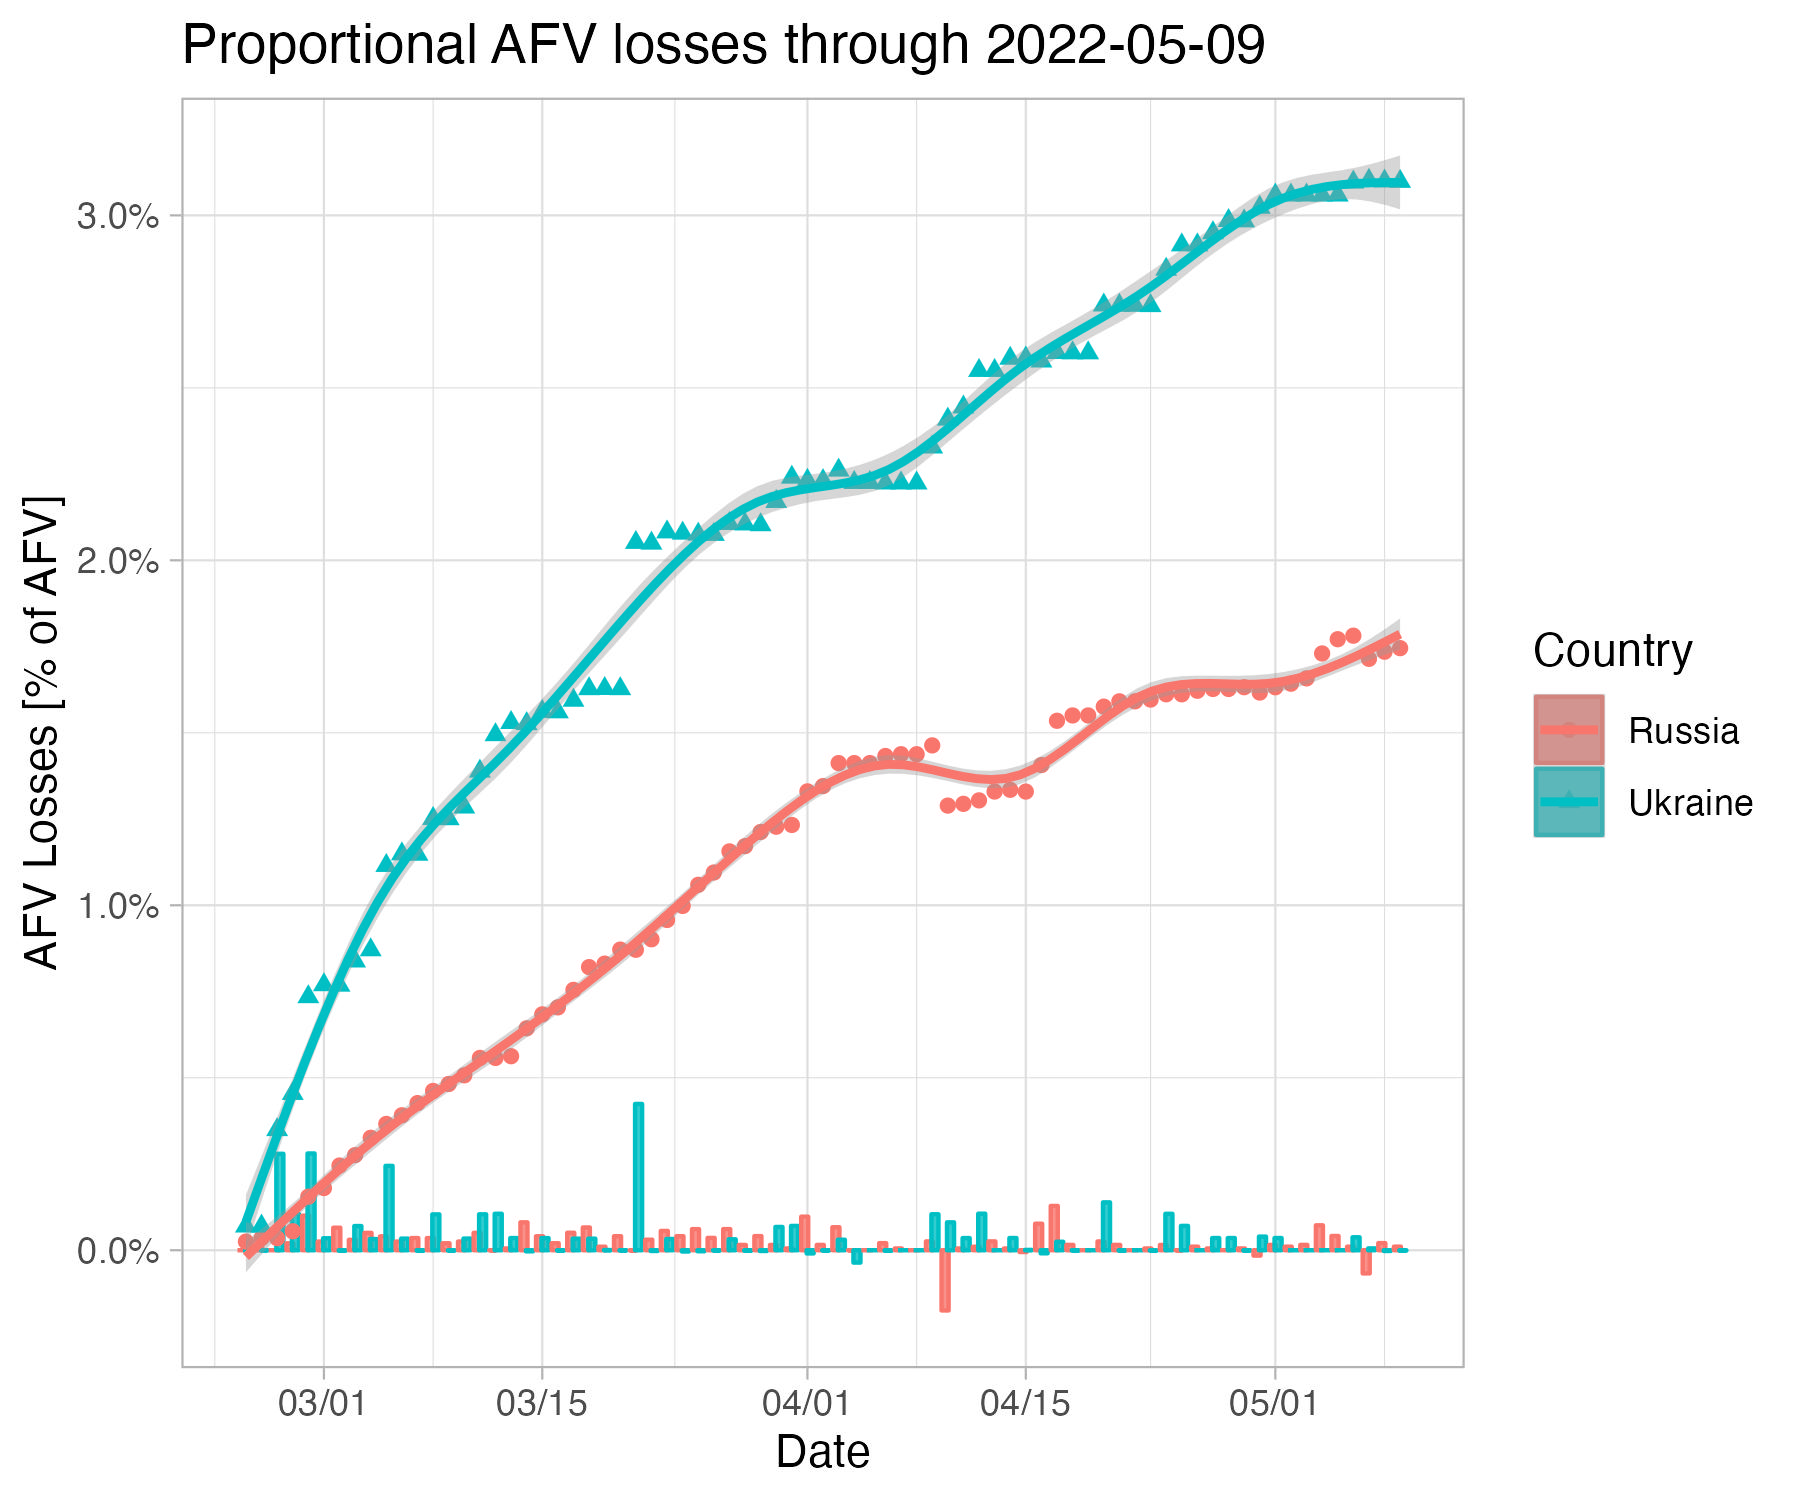 Proportional AFV losses through 2022-05-09
AFV Losses [% of AFV]
3.0%
2.0%
1.0%
0.0%
03/01
03/15
04/01
04/15
05/01
Date
Country
Russia
Ukraine